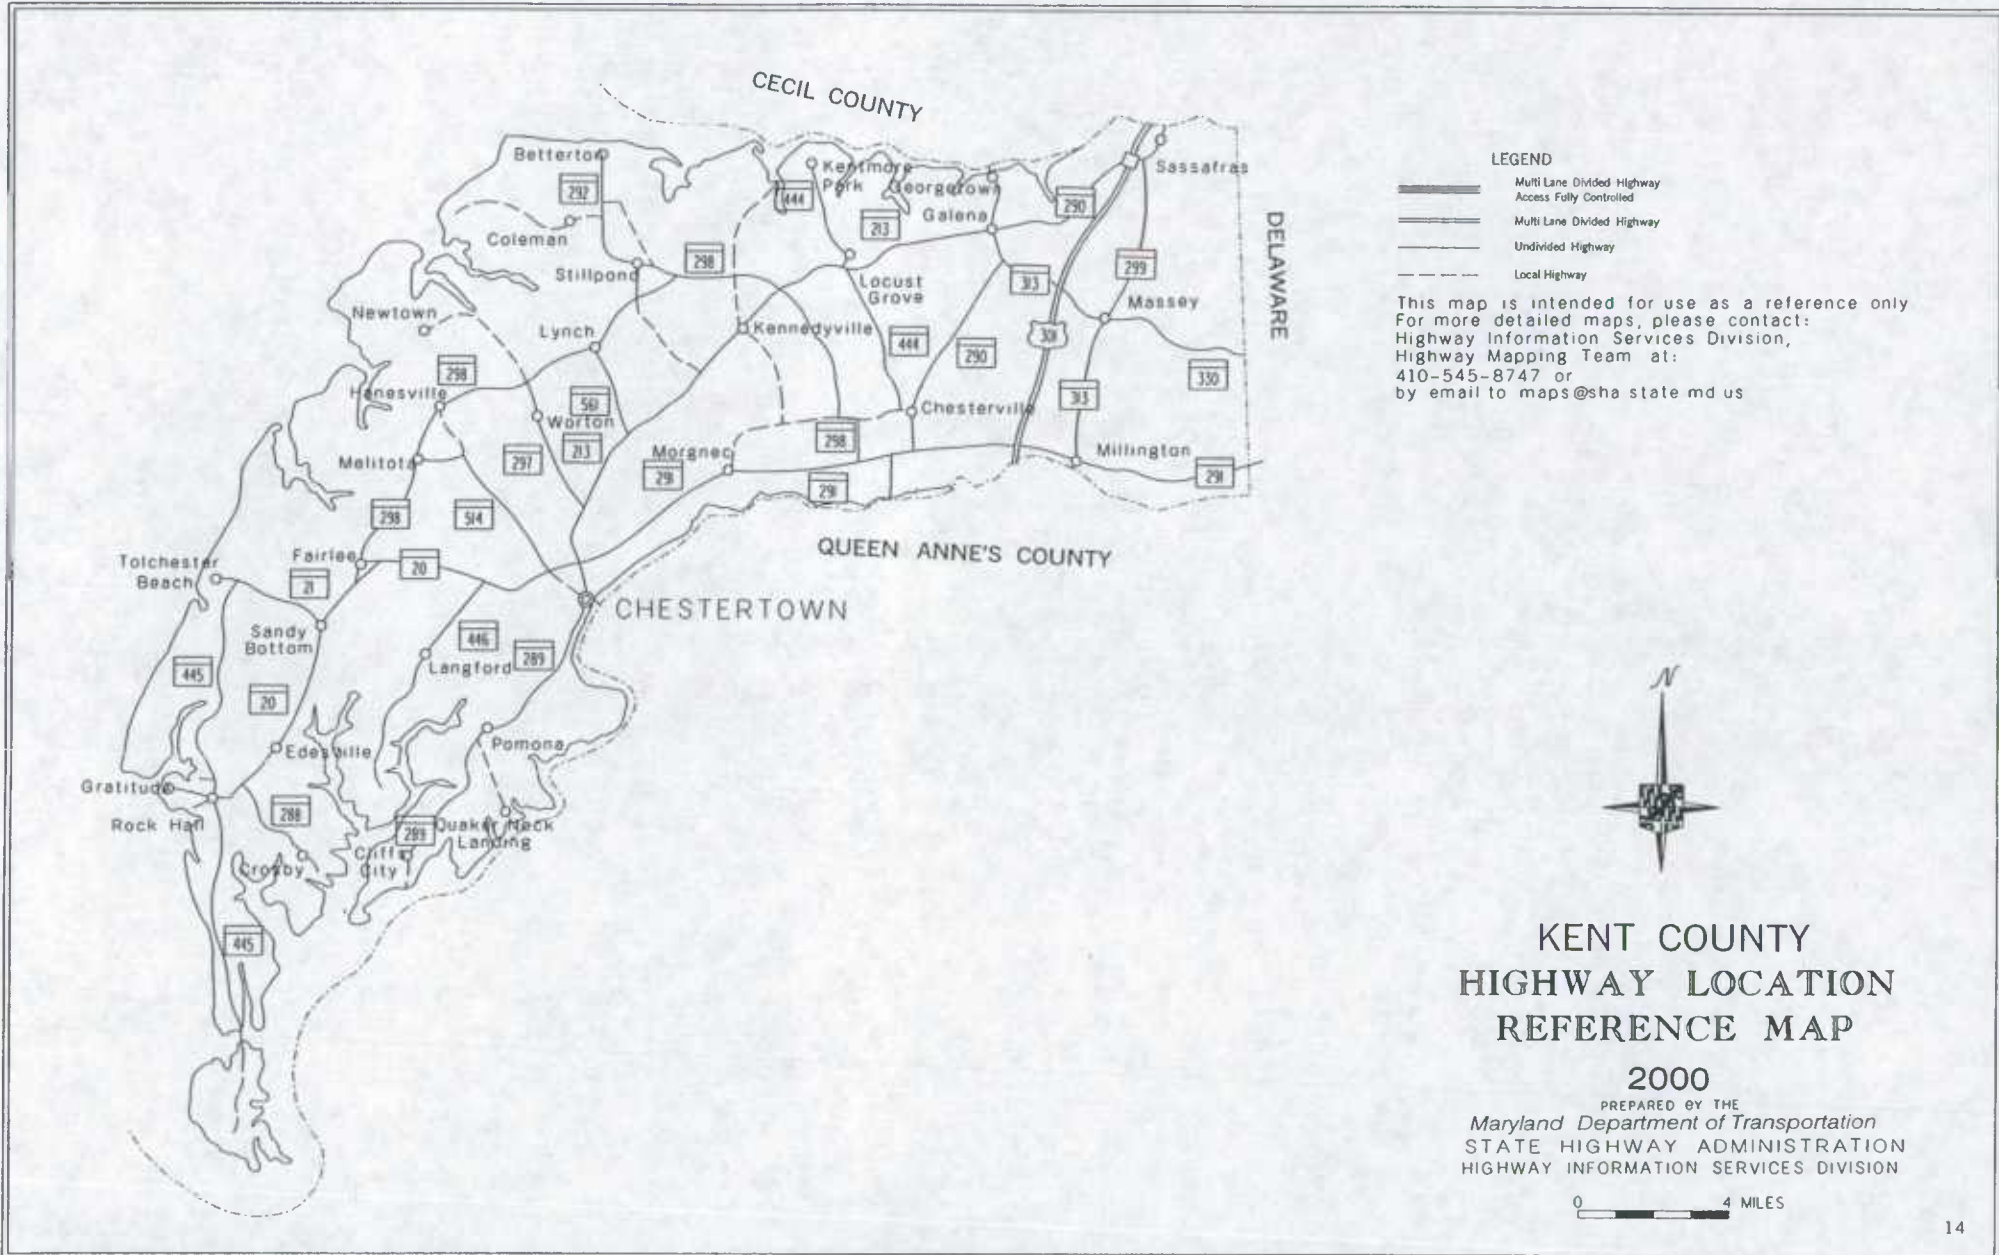 CECIL COUNTY
Betterton
292
Coleman
Stillpond
298
444
Kentmore
Park
Georgetown
Galena
213
290
Sassafras
299
313
DELAWARE
Locust
Grove
Massey
Newtown
Lynch
Kennedyville
444
290
301
330
298
Hanesville
561
Worton
213
Chesterville
313
298
Morgnec
Melitota
297
291
Millington
291
291
298
514
QUEEN ANNE'S COUNTY
Tolchester
Beach
Fairlee
21
20
CHESTERTOWN
Sandy
Bottom
446
Langford
289
445
20
Edesville
Pomona
Gratitude
Rock Hall
288
289
Quaker Neck
Landing
Cliffs
City
Crosby
445
LEGEND
Multi Lane Divided Highway
Access Fully Controlled
Multi Lane Divided Highway
Undivided Highway
Local Highway
This map is intended for use as a reference only
For more detailed maps, please contact:
Highway Information Services Division,
Highway Mapping Team at:
410-545-8747 or
by email to maps@sha state md us
N
KENT COUNTY
HIGHWAY LOCATION
REFERENCE MAP
2000
PREPARED BY THE
Maryland Department of Transportation
STATE HIGHWAY ADMINISTRATION
HIGHWAY INFORMATION SERVICES DIVISION
0 4 MILES
14